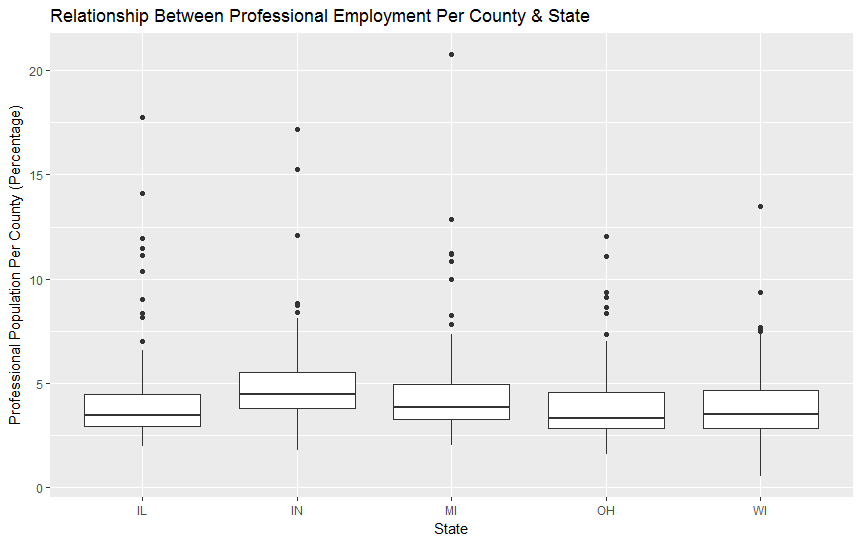 Relationship Between Professional Employment Per County & State
Professional Population Per County (Percentage)
20
15
10
5
0
IL IN MI OH WI
State